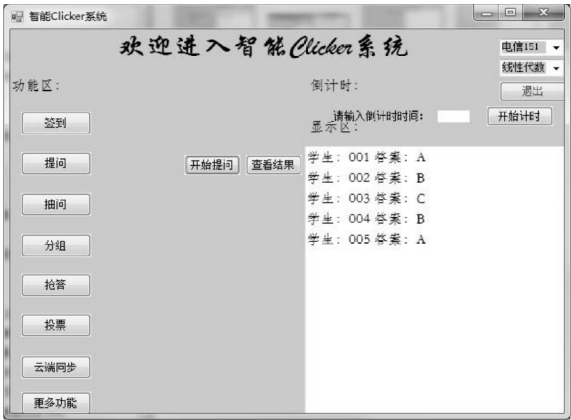 智能Clicker系统
欢迎进入智能Clicker系统
电信151
线性代数
功能区：
倒计时：
退出
请输入倒计时时间：
开始计时
显示区：
签到
提问
抽问
分组
抢答
投票
云端同步
更多功能
开始提问
查看结果
学生：001 答案：A
学生：002 答案：B
学生：003 答案：C
学生：004 答案：B
学生：005 答案：A